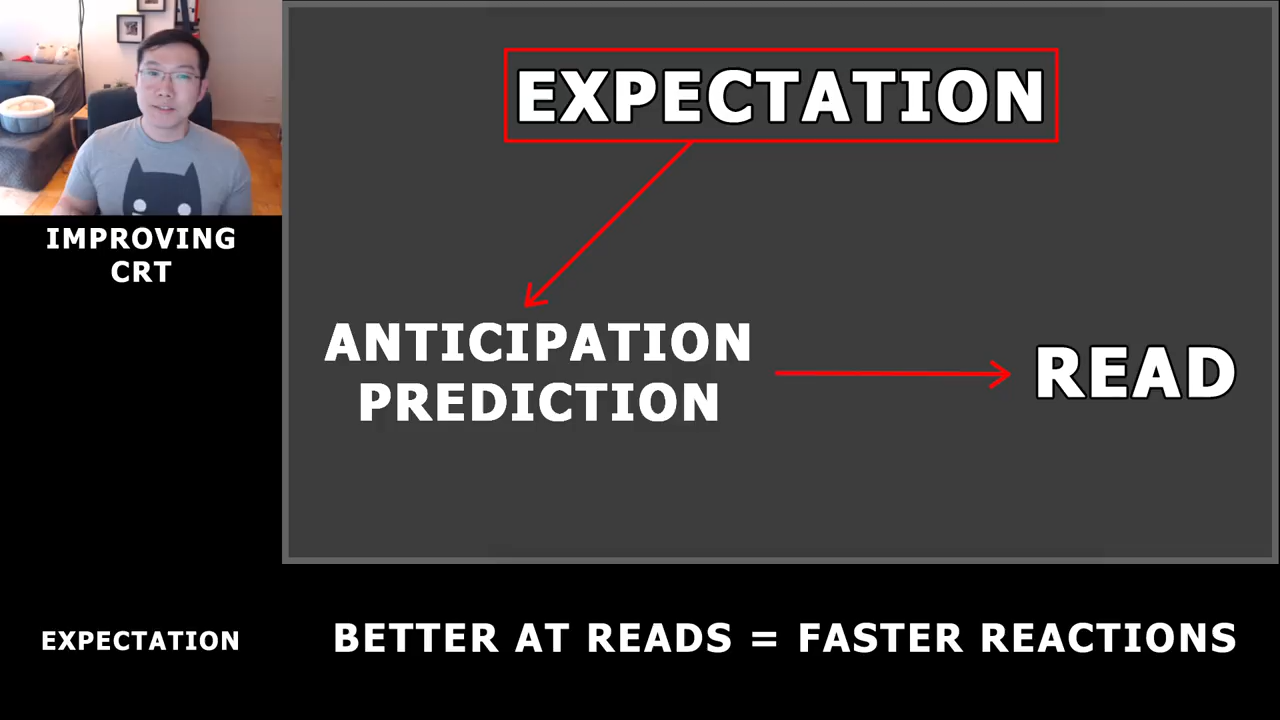 IMPROVING
CRT
EXPECTATION
ANTICIPATION
PREDICTION
READ
EXPECTATION
BETTER AT READS = FASTER REACTIONS